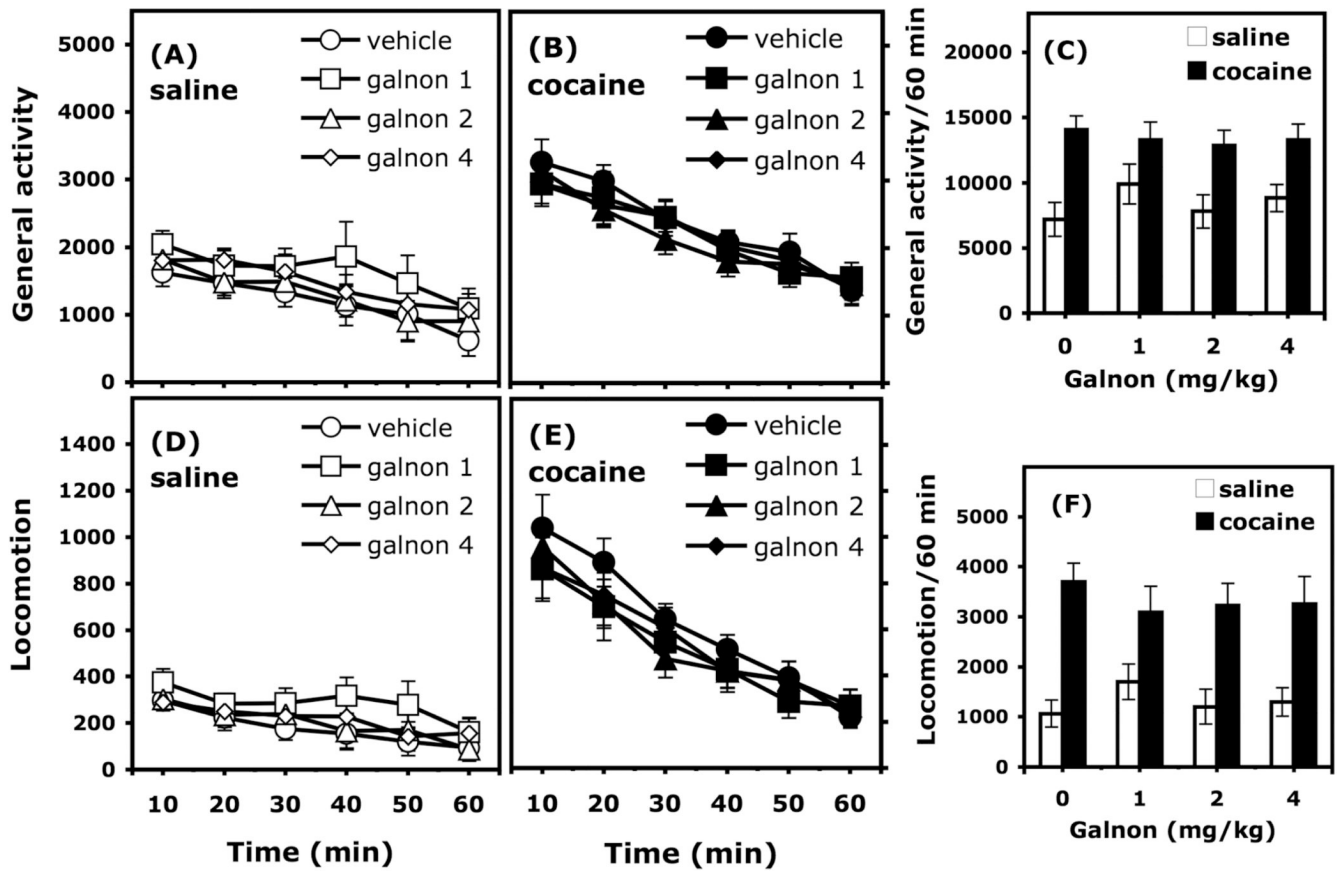 (A)
saline
vehicle
galnon 1
galnon 2
galnon 4
General activity
5000
4000
3000
2000
1000
0
(B)
cocaine
vehicle
galnon 1
galnon 2
galnon 4
(C)
saline
cocaine
General activity/60 min
20000
15000
10000
5000
0
0 1 2 4
Galnon (mg/kg)
(D)
saline
vehicle
galnon 1
galnon 2
galnon 4
Locomotion
1400
1200
1000
800
600
400
200
0
10 20 30 40 50 60
Time (min)
(E)
cocaine
vehicle
galnon 1
galnon 2
galnon 4
10 20 30 40 50 60
Time (min)
(F)
saline
cocaine
Locomotion/60 min
5000
4000
3000
2000
1000
0
0 1 2 4
Galnon (mg/kg)